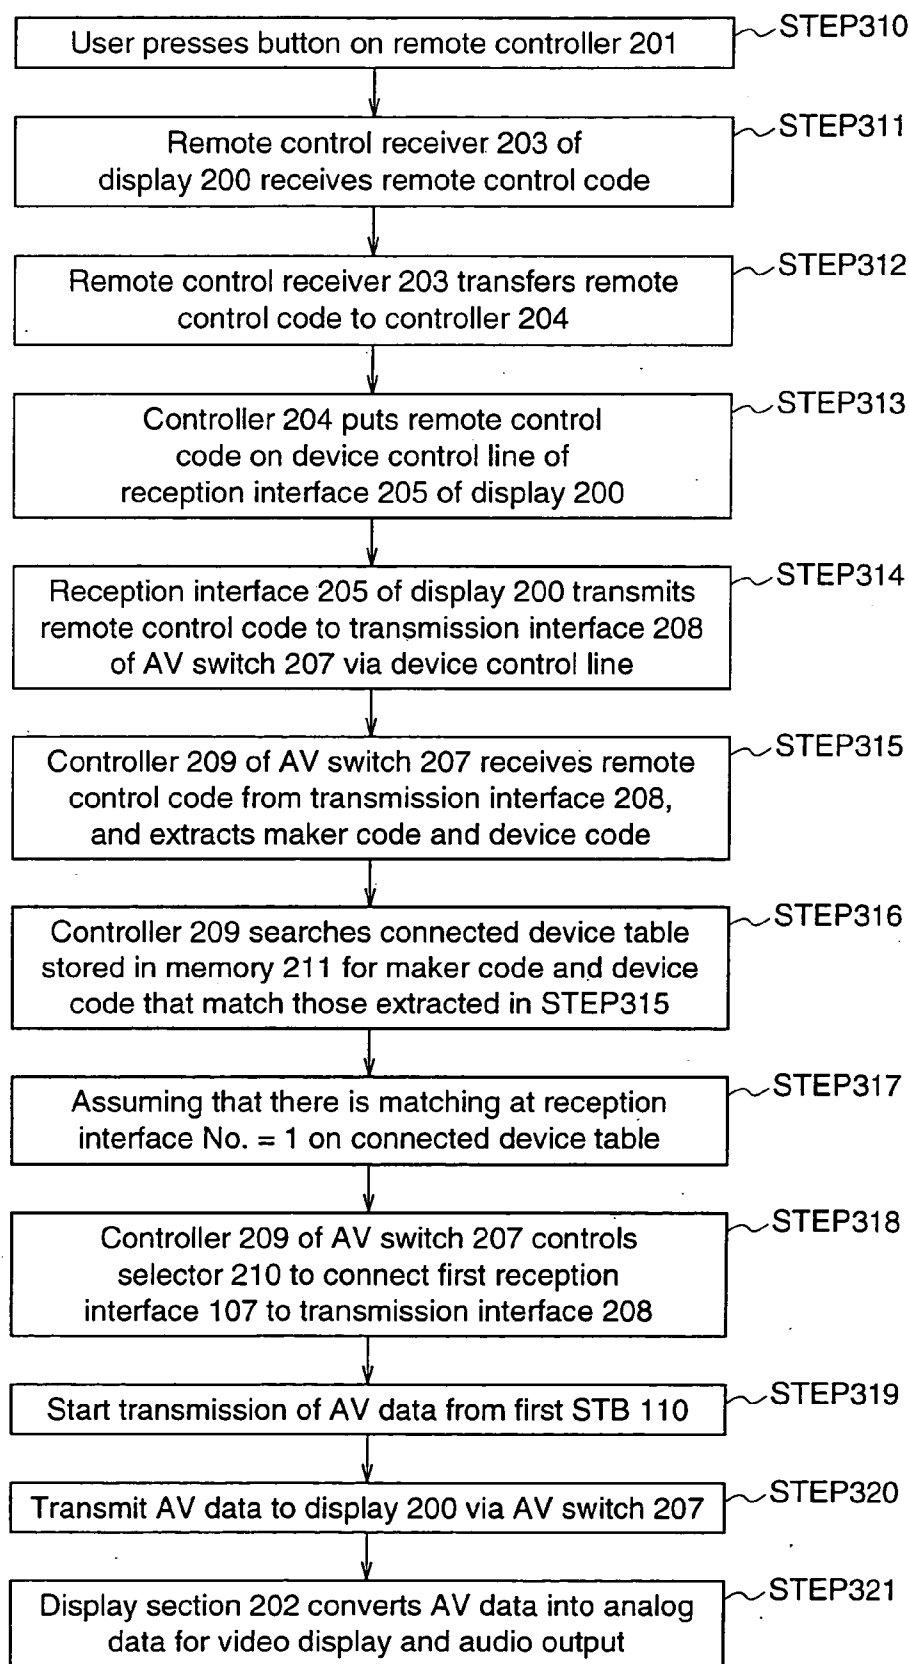 User presses button on remote controller 201
STEP310
Remote control receiver 203 of
display 200 receives remote control code
STEP311
Remote control receiver 203 transfers remote
control code to controller 204
STEP312
Controller 204 puts remote control
code on device control line of
reception interface 205 of display 200
STEP313
Reception interface 205 of display 200 transmits
remote control code to transmission interface 208
of AV switch 207 via device control line
STEP314
Controller 209 of AV switch 207 receives remote
control code from transmission interface 208,
and extracts maker code and device code
STEP315
Controller 209 searches connected device table
stored in memory 211 for maker code and device
code that match those extracted in STEP315
STEP316
Assuming that there is matching at reception
interface No. = 1 on connected device table
STEP317
Controller 209 of AV switch 207 controls
selector 210 to connect first reception
interface 107 to transmission interface 208
STEP318
Start transmission of AV data from first STB 110
STEP319
Transmit AV data to display 200 via AV switch 207
STEP320
Display section 202 converts AV data into analog
data for video display and audio output
STEP321